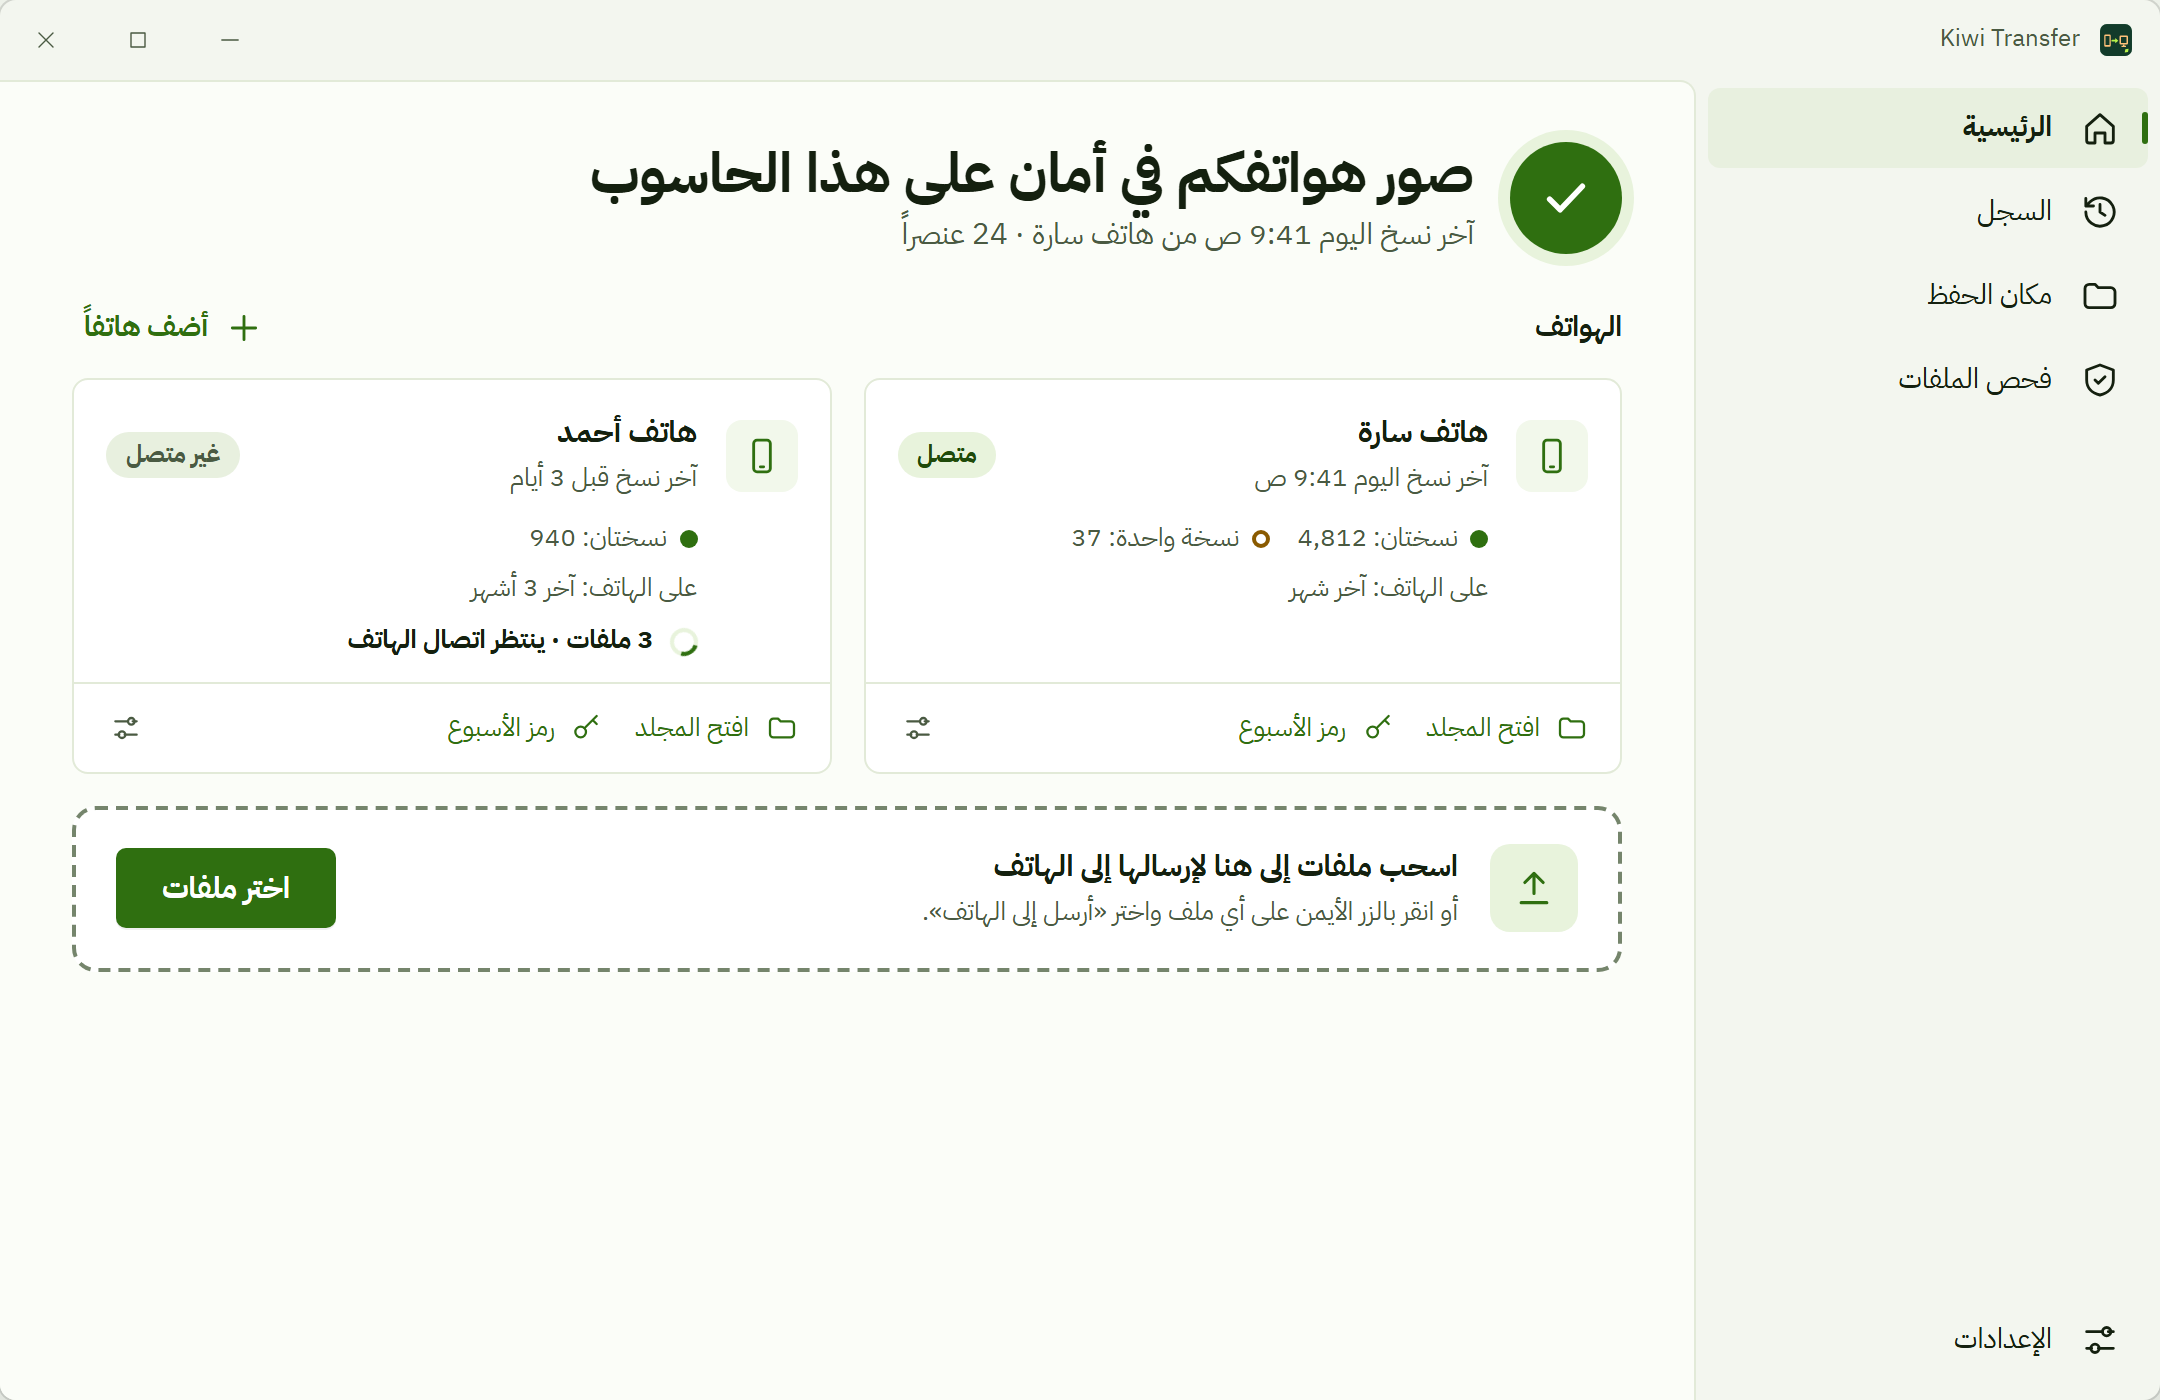 Kiwi Transfer
الرئيسية
السجل
مكان الحفظ
فحص الملفات
الإعدادات
صور هواتفكم في أمان على هذا الحاسوب
آخر نسخ اليوم 9:41 ص من هاتف سارة · 24 عنصراً
الهواتف
أضف هاتفاً
هاتف سارة
متصل
آخر نسخ اليوم 9:41 ص
نسختان: 4,812 نسخة واحدة: 37
على الهاتف: آخر شهر
افتح المجلد
رمز الأسبوع
هاتف أحمد
غير متصل
آخر نسخ قبل 3 أيام
نسختان: 940
على الهاتف: آخر 3 أشهر
3 ملفات · ينتظر اتصال الهاتف
افتح المجلد
رمز الأسبوع
اسحب ملفات إلى هنا لإرسالها إلى الهاتف
أو انقر بالزر الأيمن على أي ملف واختر «أرسل إلى الهاتف».
اختر ملفات